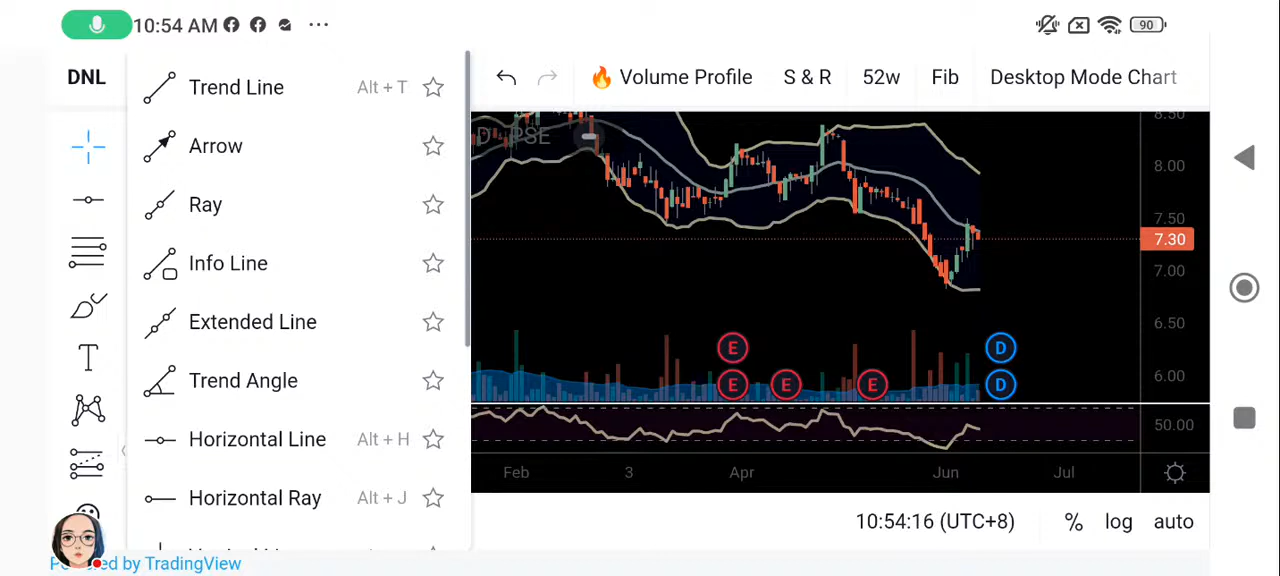 10:54 AM
90
DNL
Trend Line Alt + T
Arrow
Ray
Info Line
Extended Line
Trend Angle
Horizontal Line Alt + H
Horizontal Ray Alt + J
🔥 Volume Profile S & R 52w Fib Desktop Mode Chart
PSE
8.50
8.00
7.50
7.30
7.00
6.50
6.00
E D
E E E D
50.00
Feb 3 Apr Jun Jul
10:54:16 (UTC+8) % log auto
ed by TradingView